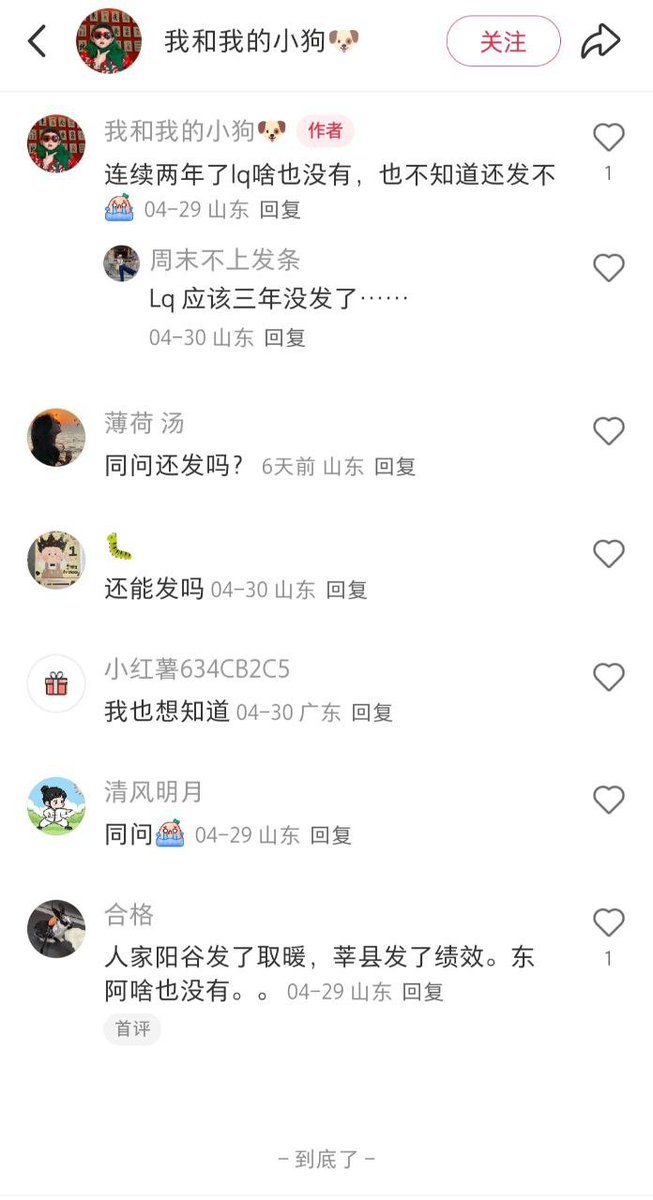 我和我的小狗🐶
关注
我和我的小狗🐶 作者
连续两年了lq啥也没有，也不知道还发不
04-29 山东 回复
1
周末不上发条
Lq 应该三年没发了……
04-30 山东 回复
薄荷 汤
同问还发吗？ 6天前 山东 回复
🐛
还能发吗 04-30 山东 回复
小红薯634CB2C5
我也想知道 04-30 广东 回复
清风明月
同问 04-29 山东 回复
合格
人家阳谷发了取暖，莘县发了绩效。东
阿啥也没有。。 04-29 山东 回复
1
首评
- 到底了 -